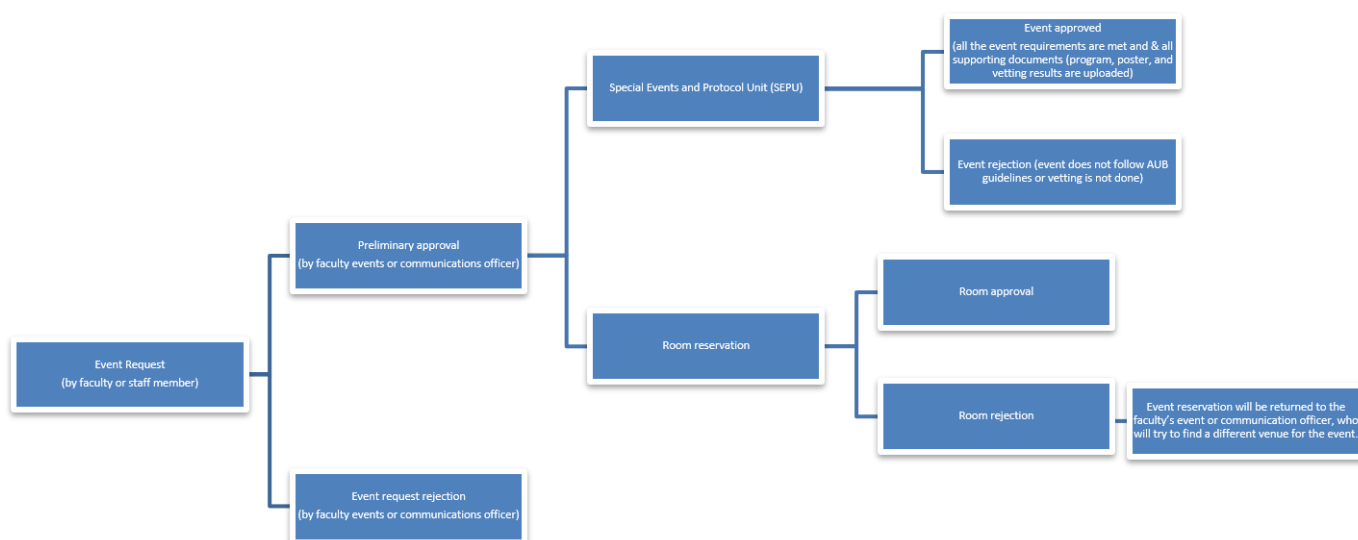 Event approved
(all the event requirements are met and & all
supporting documents (program, poster, and
vetting results are uploaded)
Special Events and Protocol Unit (SEPU)
Event rejection (event does not follow AUB
guidelines or vetting is not done)
Preliminary approval
(by faculty events or communications officer)
Room approval
Room reservation
Event Request
(by faculty or staff member)
Room rejection
Event reservation will be returned to the
faculty's event or communication officer, who
will try to find a different venue for the event.
Event request rejection
(by faculty events or communications officer)